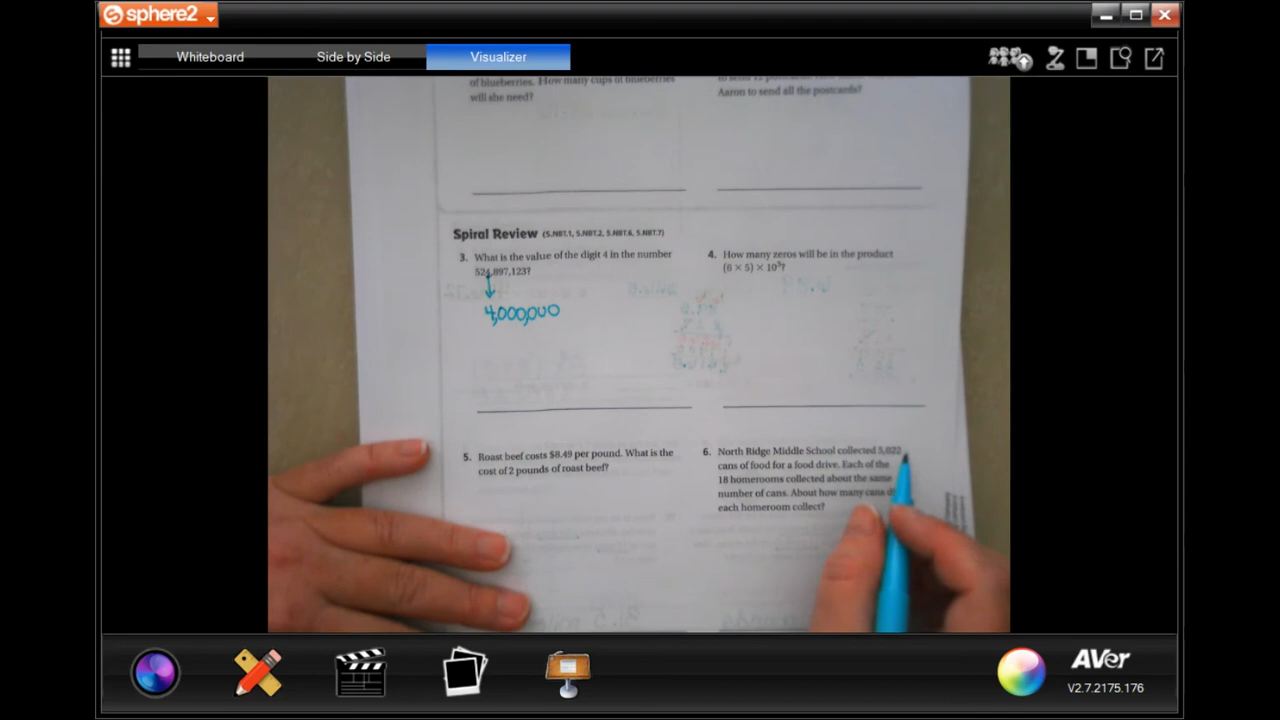 sphere2
Whiteboard
Side by Side
Visualizer
of blueberries. How many cups of blueberries
will she need?
Aaron to send all the postcards?
Spiral Review (5.NBT.1, 5.NBT.2, 5.NBT.6, 5.NBT.7)
3. What is the value of the digit 4 in the number
524,897,123?
4,000,000
4. How many zeros will be in the product
(6 × 5) × 10³?
5. Roast beef costs $8.49 per pound. What is the
cost of 2 pounds of roast beef?
6. North Ridge Middle School collected 5,022
cans of food for a food drive. Each of the
18 homerooms collected about the same
number of cans. About how many cans d
each homeroom collect?
AVer
V2.7.2175.176